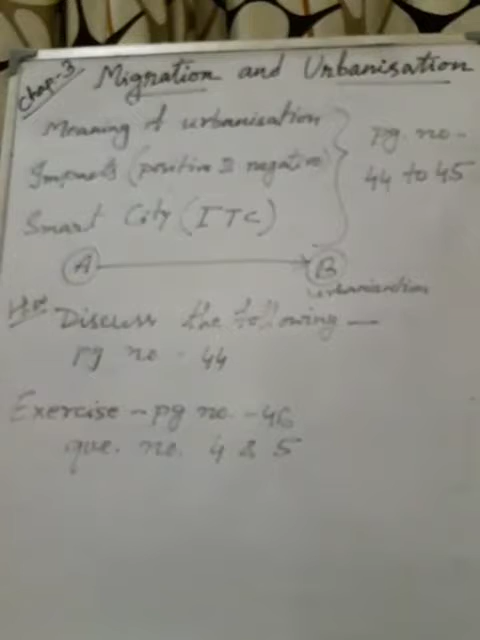 Chap-3 Migration and Urbanisation
Meaning of urbanisation
Impacts (positive & negative)
pg. no -
44 to 45
Smart City (ITC)
A B
urbanisation
HW Discuss the following —
pg no - 44
Exercise - pg no. - 46
que. no. 4 & 5